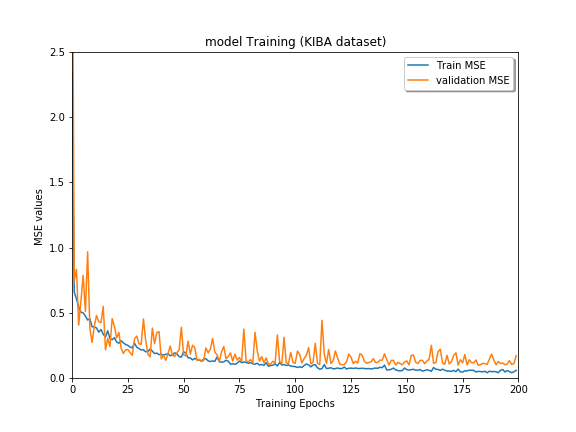 model Training (KIBA dataset)
Train MSE
validation MSE
MSE values
2.5
2.0
1.5
1.0
0.5
0.0
0 25 50 75 100 125 150 175 200
Training Epochs